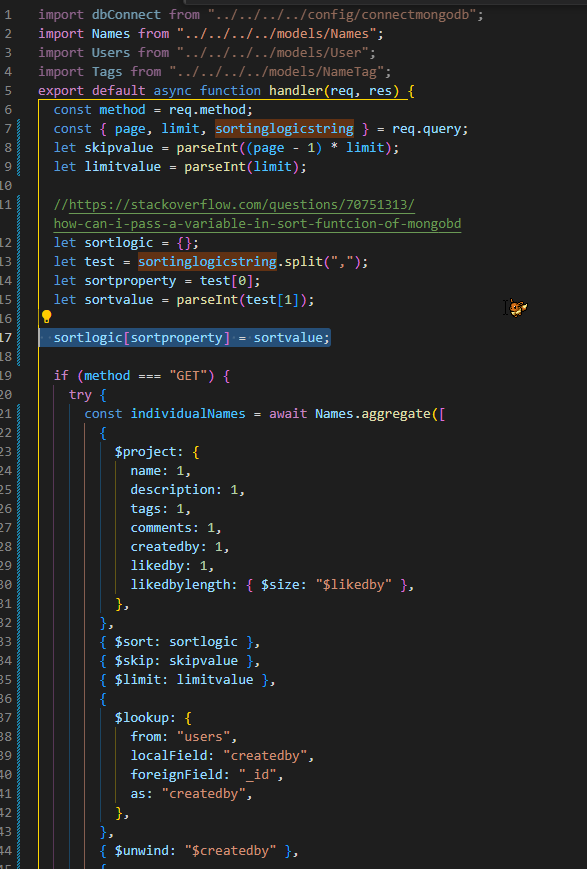 1 import dbConnect from "../../../../config/connectmongodb";
2 import Names from "../../../../models/Names";
3 import Users from "../../../../models/User";
4 import Tags from "../../../../models/NameTag";
5 export default async function handler(req, res) {
6 const method = req.method;
7 const { page, limit, sortinglogicstring } = req.query;
8 let skipvalue = parseInt((page - 1) * limit);
9 let limitvalue = parseInt(limit);
10
11 //https://stackoverflow.com/questions/70751313/
how-can-i-pass-a-variable-in-sort-funtcion-of-mongobd
12 let sortlogic = {};
13 let test = sortinglogicstring.split(",");
14 let sortproperty = test[0];
15 let sortvalue = parseInt(test[1]);
16
17 sortlogic[sortproperty] = sortvalue;
18
19 if (method === "GET") {
20 try {
21 const individualNames = await Names.aggregate([
22 {
23 $project: {
24 name: 1,
25 description: 1,
26 tags: 1,
27 comments: 1,
28 createdby: 1,
29 likedby: 1,
30 likedbylength: { $size: "$likedby" },
31 },
32 },
33 { $sort: sortlogic },
34 { $skip: skipvalue },
35 { $limit: limitvalue },
36 {
37 $lookup: {
38 from: "users",
39 localField: "createdby",
40 foreignField: "_id",
41 as: "createdby",
42 },
43 },
44 { $unwind: "$createdby" },
{